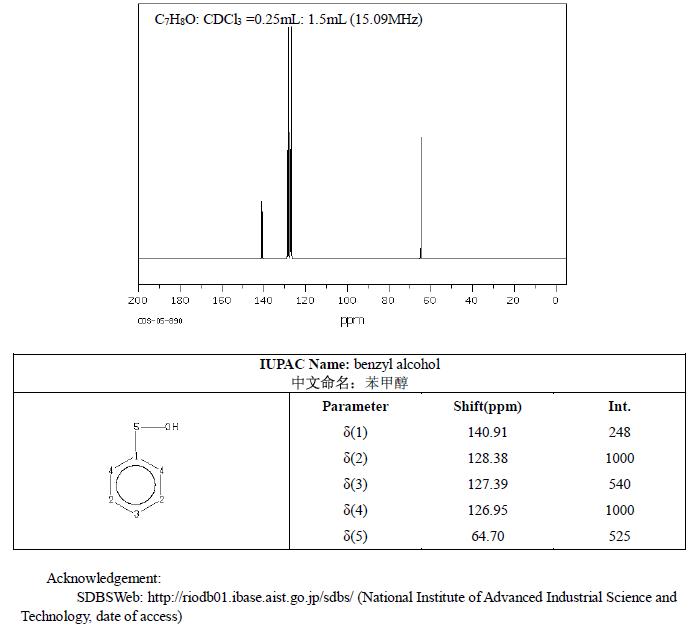 C₇H₈O: CDCl₃ =0.25mL: 1.5mL (15.09MHz)
200 180 160 140 120 100 80 60 40 20 0
CDS-05-890
ppm
IUPAC Name: benzyl alcohol
中文命名：苯甲醇
Parameter Shift(ppm) Int.
δ(1) 140.91 248
δ(2) 128.38 1000
δ(3) 127.39 540
δ(4) 126.95 1000
δ(5) 64.70 525
5 OH
1
4 4
2 2
3
Acknowledgement:
SDBSWeb: http://riodb01.ibase.aist.go.jp/sdbs/ (National Institute of Advanced Industrial Science and
Technology, date of access)